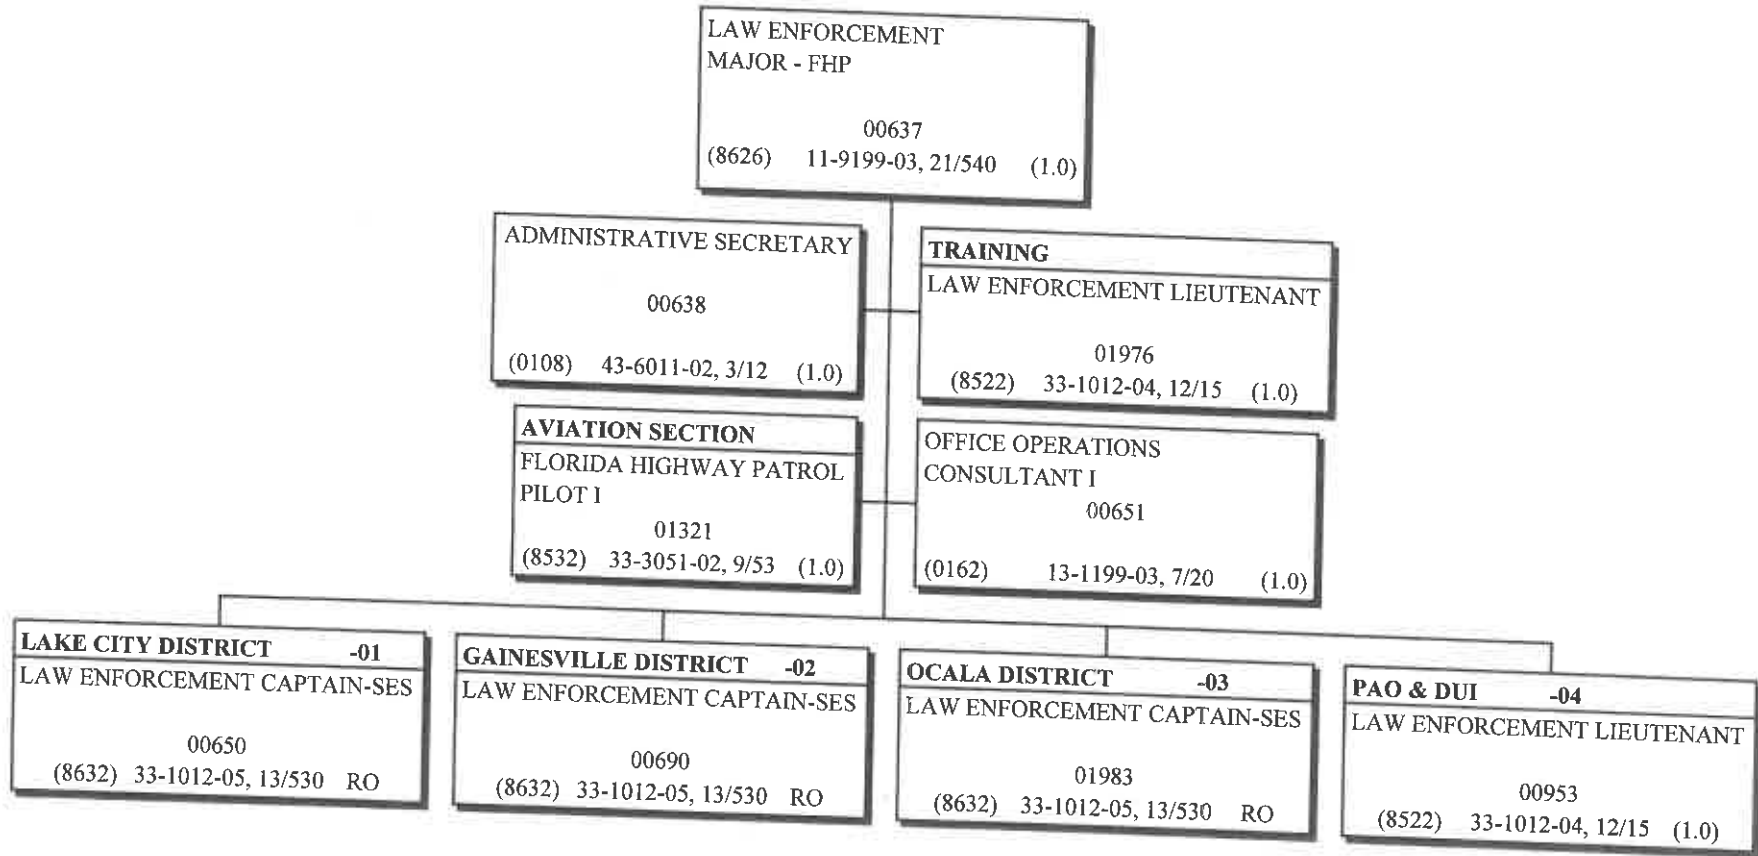 LAW ENFORCEMENT
MAJOR - FHP
00637
(8626) 11-9199-03, 21/540 (1.0)
ADMINISTRATIVE SECRETARY
00638
(0108) 43-6011-02, 3/12 (1.0)
TRAINING
LAW ENFORCEMENT LIEUTENANT
01976
(8522) 33-1012-04, 12/15 (1.0)
AVIATION SECTION
FLORIDA HIGHWAY PATROL
PILOT I
01321
(8532) 33-3051-02, 9/53 (1.0)
OFFICE OPERATIONS
CONSULTANT I
00651
(0162) 13-1199-03, 7/20 (1.0)
LAKE CITY DISTRICT -01
LAW ENFORCEMENT CAPTAIN-SES
00650
(8632) 33-1012-05, 13/530 RO
GAINESVILLE DISTRICT -02
LAW ENFORCEMENT CAPTAIN-SES
00690
(8632) 33-1012-05, 13/530 RO
OCALA DISTRICT -03
LAW ENFORCEMENT CAPTAIN-SES
01983
(8632) 33-1012-05, 13/530 RO
PAO & DUI -04
LAW ENFORCEMENT LIEUTENANT
00953
(8522) 33-1012-04, 12/15 (1.0)